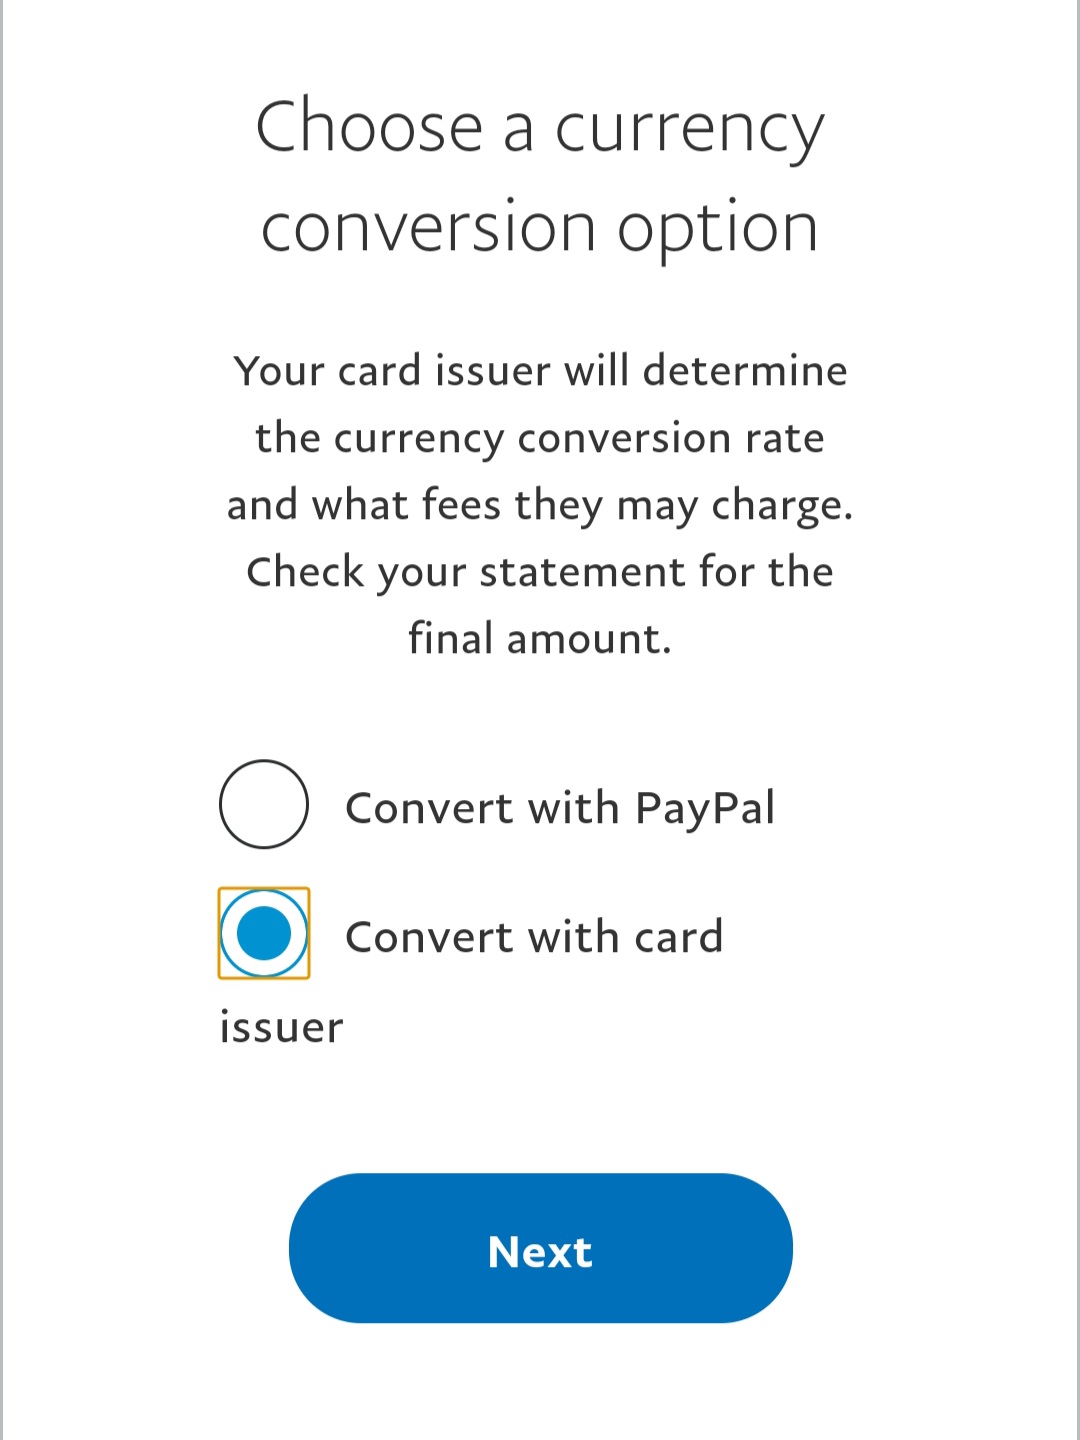 Choose a currency
conversion option
Your card issuer will determine
the currency conversion rate
and what fees they may charge.
Check your statement for the
final amount.
Convert with PayPal
Convert with card
issuer
Next